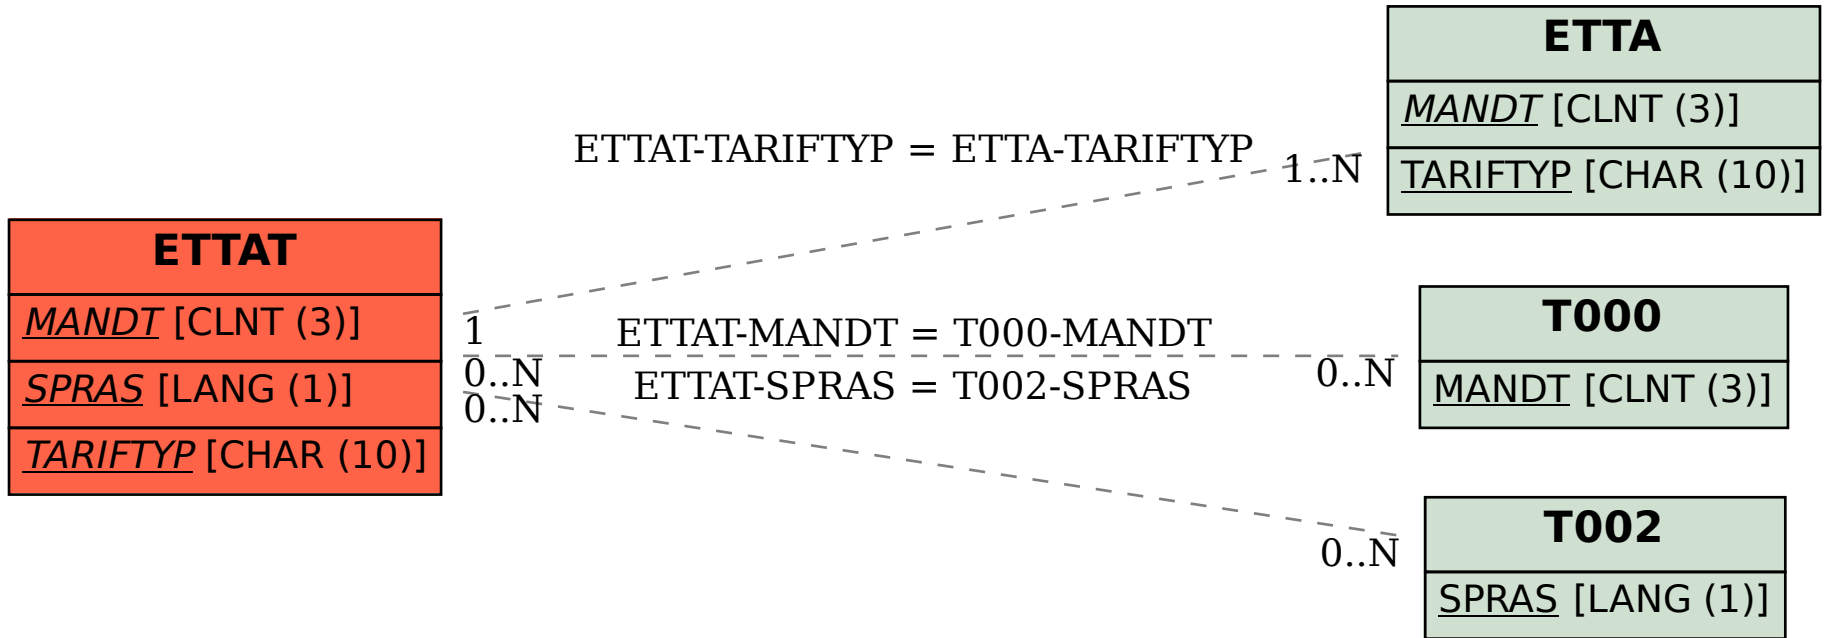 ETTA
MANDT [CLNT (3)]
TARIFTYP [CHAR (10)]
ETTAT-TARIFTYP = ETTA-TARIFTYP
1..N
ETTAT
MANDT [CLNT (3)]
SPRAS [LANG (1)]
TARIFTYP [CHAR (10)]
1
ETTAT-MANDT = T000-MANDT
0..N
0..N
ETTAT-SPRAS = T002-SPRAS
0..N
T000
MANDT [CLNT (3)]
0..N
T002
SPRAS [LANG (1)]